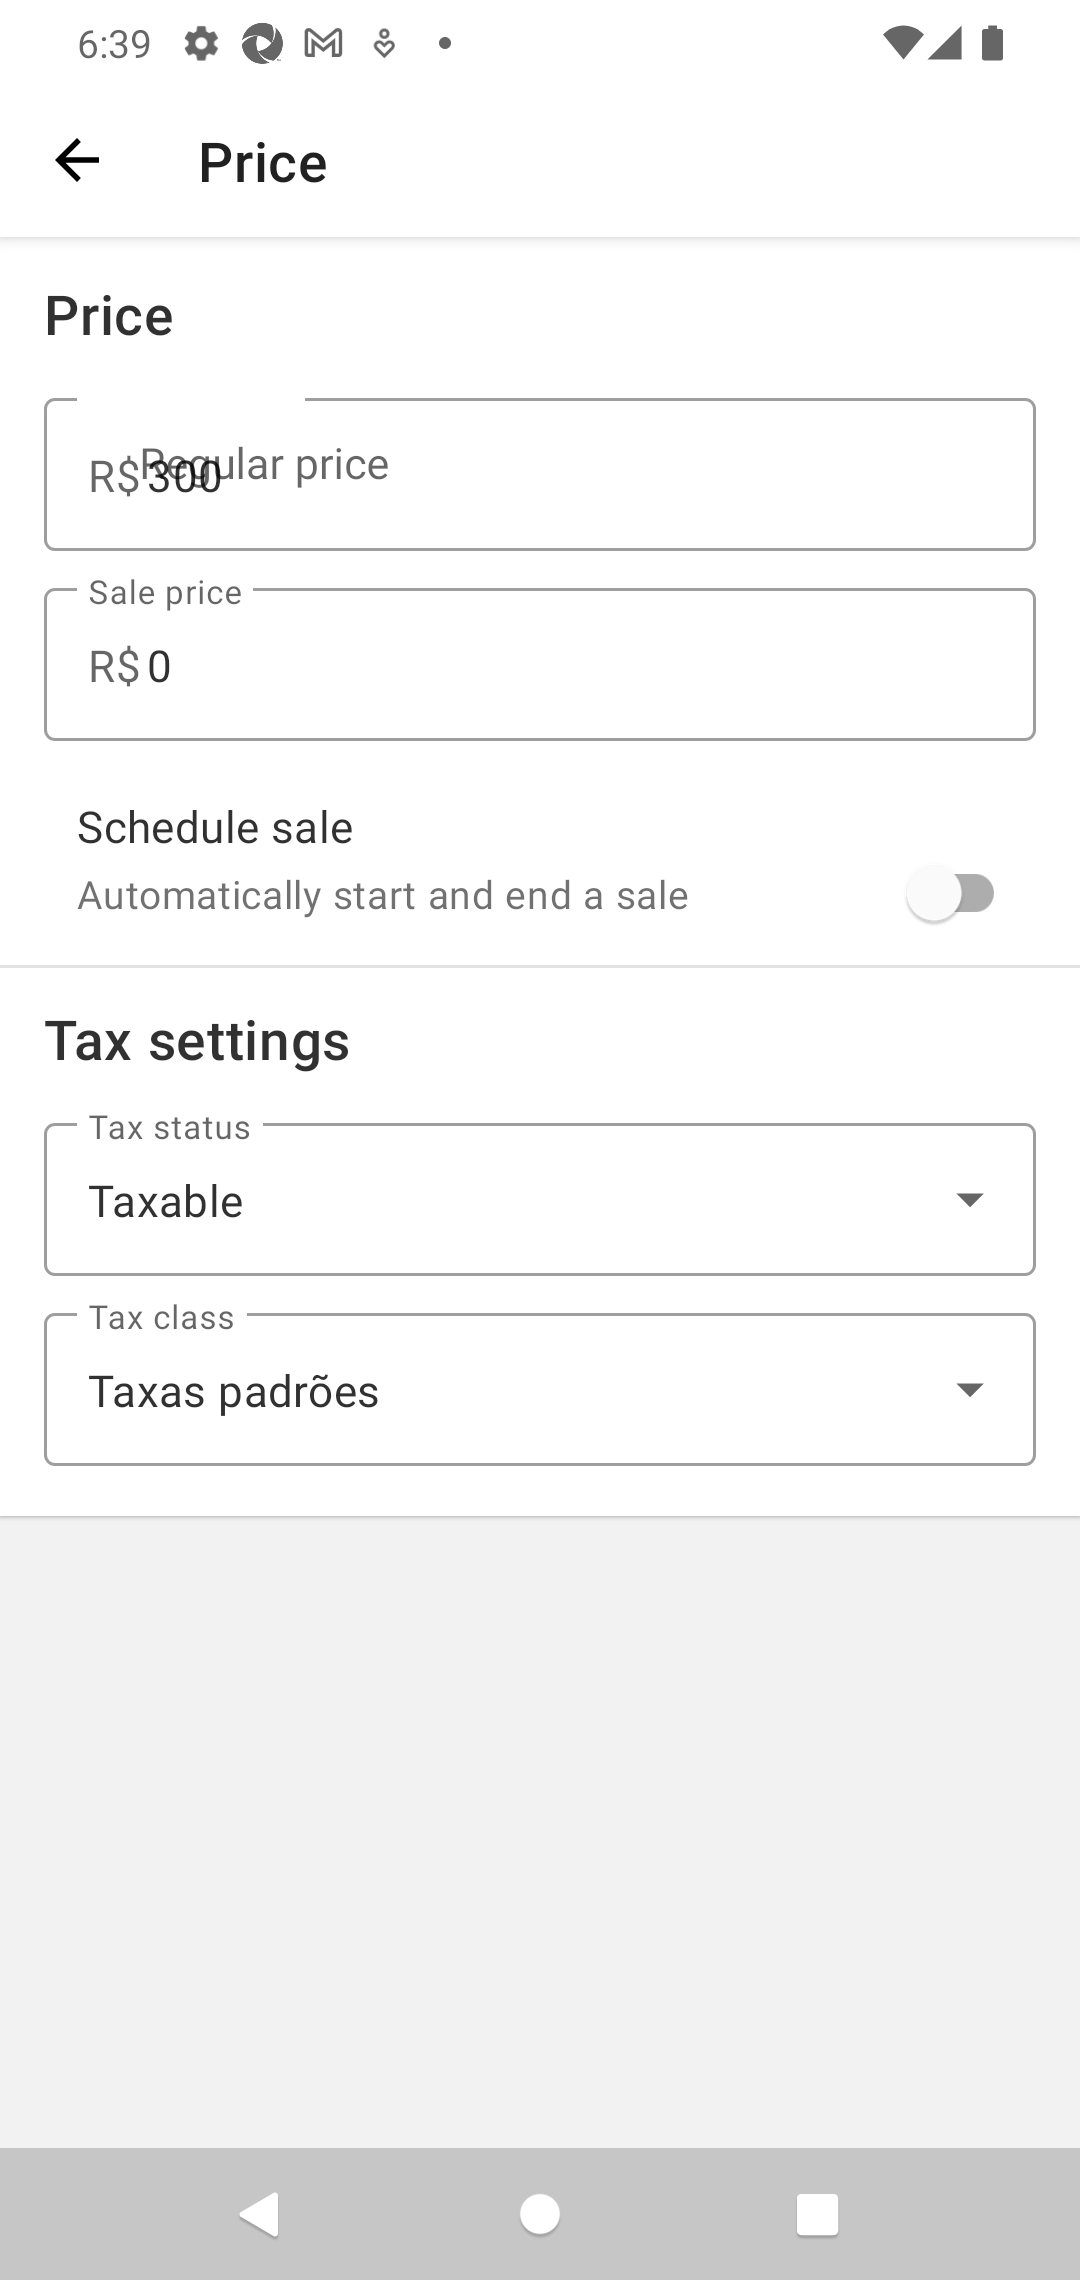 6:39
Price
Price
Regular price
R$300
Sale price
R$0
Schedule sale
Automatically start and end a sale
Tax settings
Tax status
Taxable
Tax class
Taxas padrões